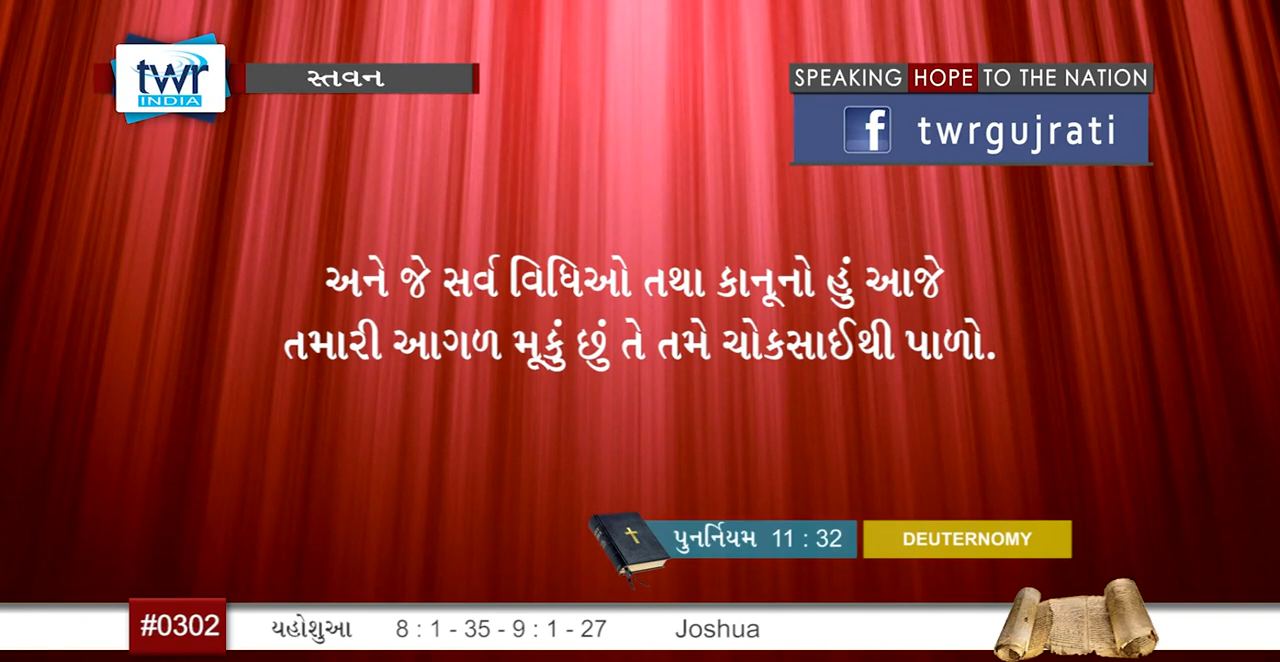 twr
INDIA
સ્તવન
SPEAKING HOPE TO THE NATION
f twrgujrati
અને જે સર્વ વિધિઓ તથા કાનૂનો હું આજે
તમારી આગળ મૂકું છું તે તમે ચોકસાઈથી પાળો.
પુનર્નિયમ 11 : 32 DEUTERNOMY
#0302 યહોશુઆ 8 : 1 - 35 - 9 : 1 - 27 Joshua